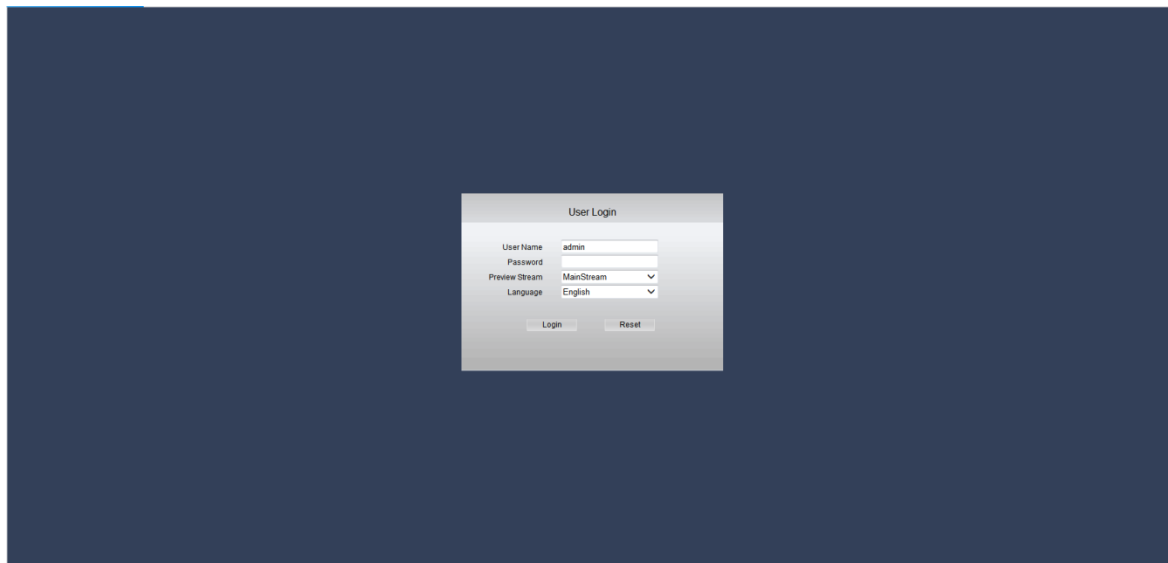 User Login
User Name admin
Password
Preview Stream MainStream
Language English
Login Reset